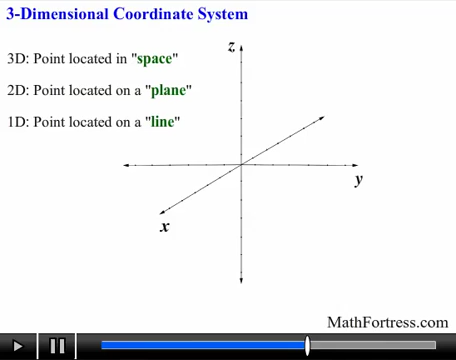 3-Dimensional Coordinate System
3D: Point located in "space"
2D: Point located on a "plane"
1D: Point located on a "line"
z
y
x
MathFortress.com